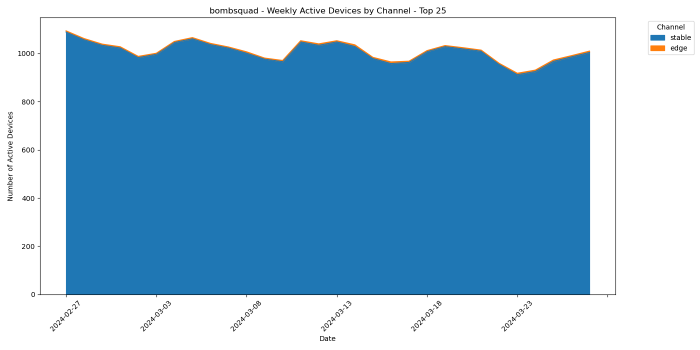 bombsquad - Weekly Active Devices by Channel - Top 25
Channel
stable
edge
Number of Active Devices
1000
800
600
400
200
0
2024-02-27
2024-03-03
2024-03-08
2024-03-13
2024-03-18
2024-03-23
Date